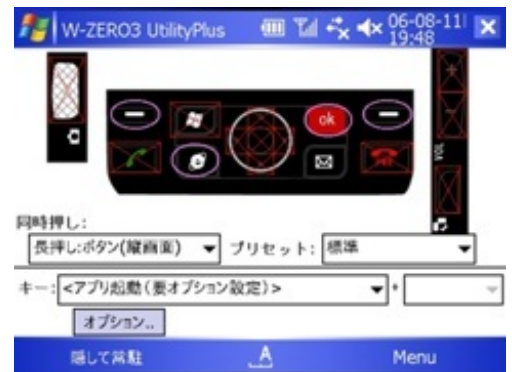 W-ZERO3 UtilityPlus 06-08-11
19:48
ok
VOL
同時押し:
長押し:ボタン(縦画面) プリセット: 標準
キー: <アプリ起動(要オプション設定)> +
オプション..
隠して常駐 A Menu